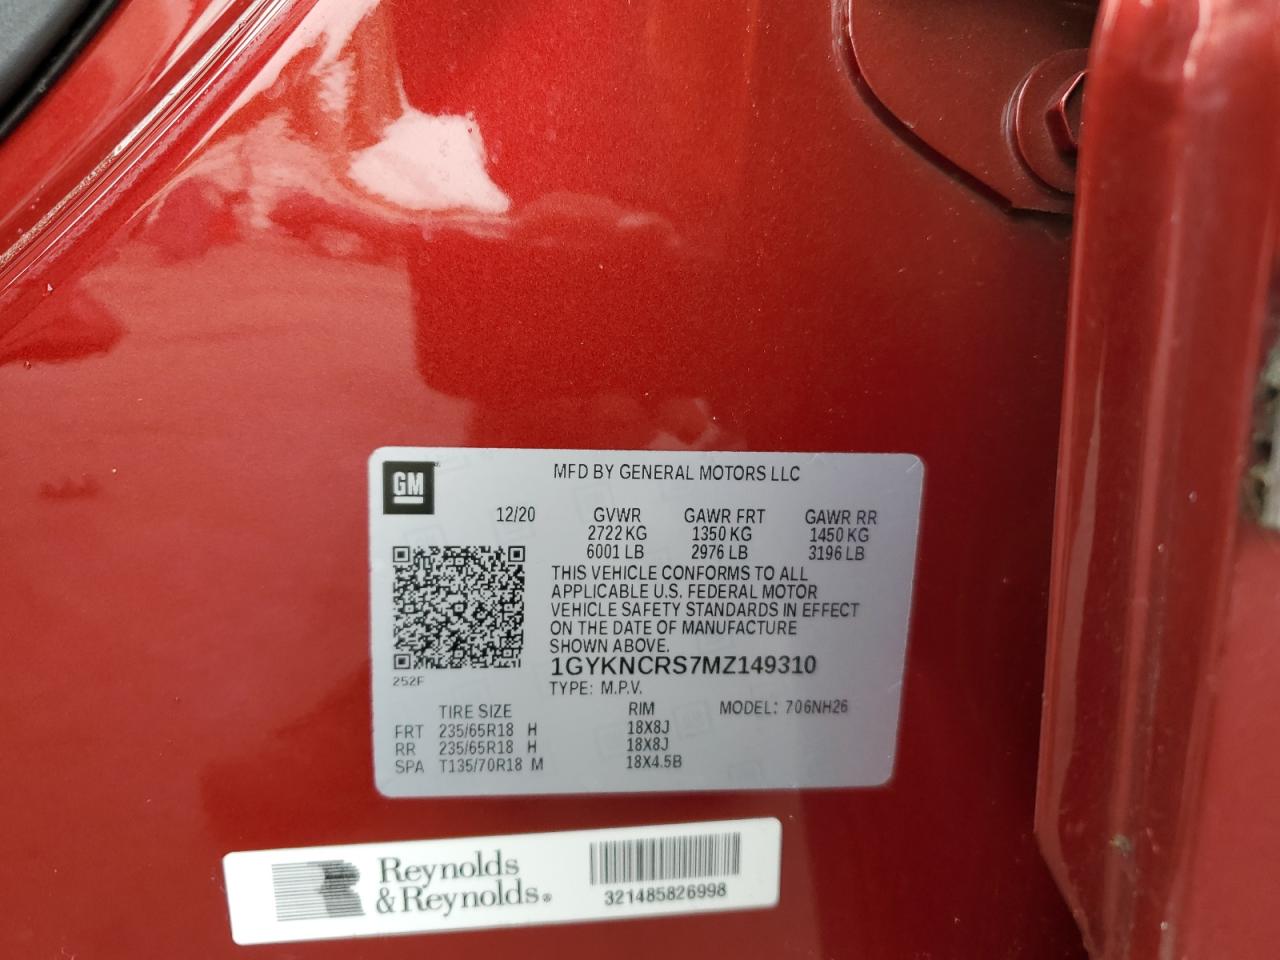 GM
MFD BY GENERAL MOTORS LLC
12/20 GVWR GAWR FRT GAWR RR
2722 KG 1350 KG 1450 KG
6001 LB 2976 LB 3196 LB
THIS VEHICLE CONFORMS TO ALL
APPLICABLE U.S. FEDERAL MOTOR
VEHICLE SAFETY STANDARDS IN EFFECT
ON THE DATE OF MANUFACTURE
SHOWN ABOVE.
1GYKNCRS7MZ149310
252F
TYPE: M.P.V.
TIRE SIZE RIM MODEL: 706NH26
FRT 235/65R18 H 18X8J
RR 235/65R18 H 18X8J
SPA T135/70R18 M 18X4.5B
Reynolds
&Reynolds®
321485826998